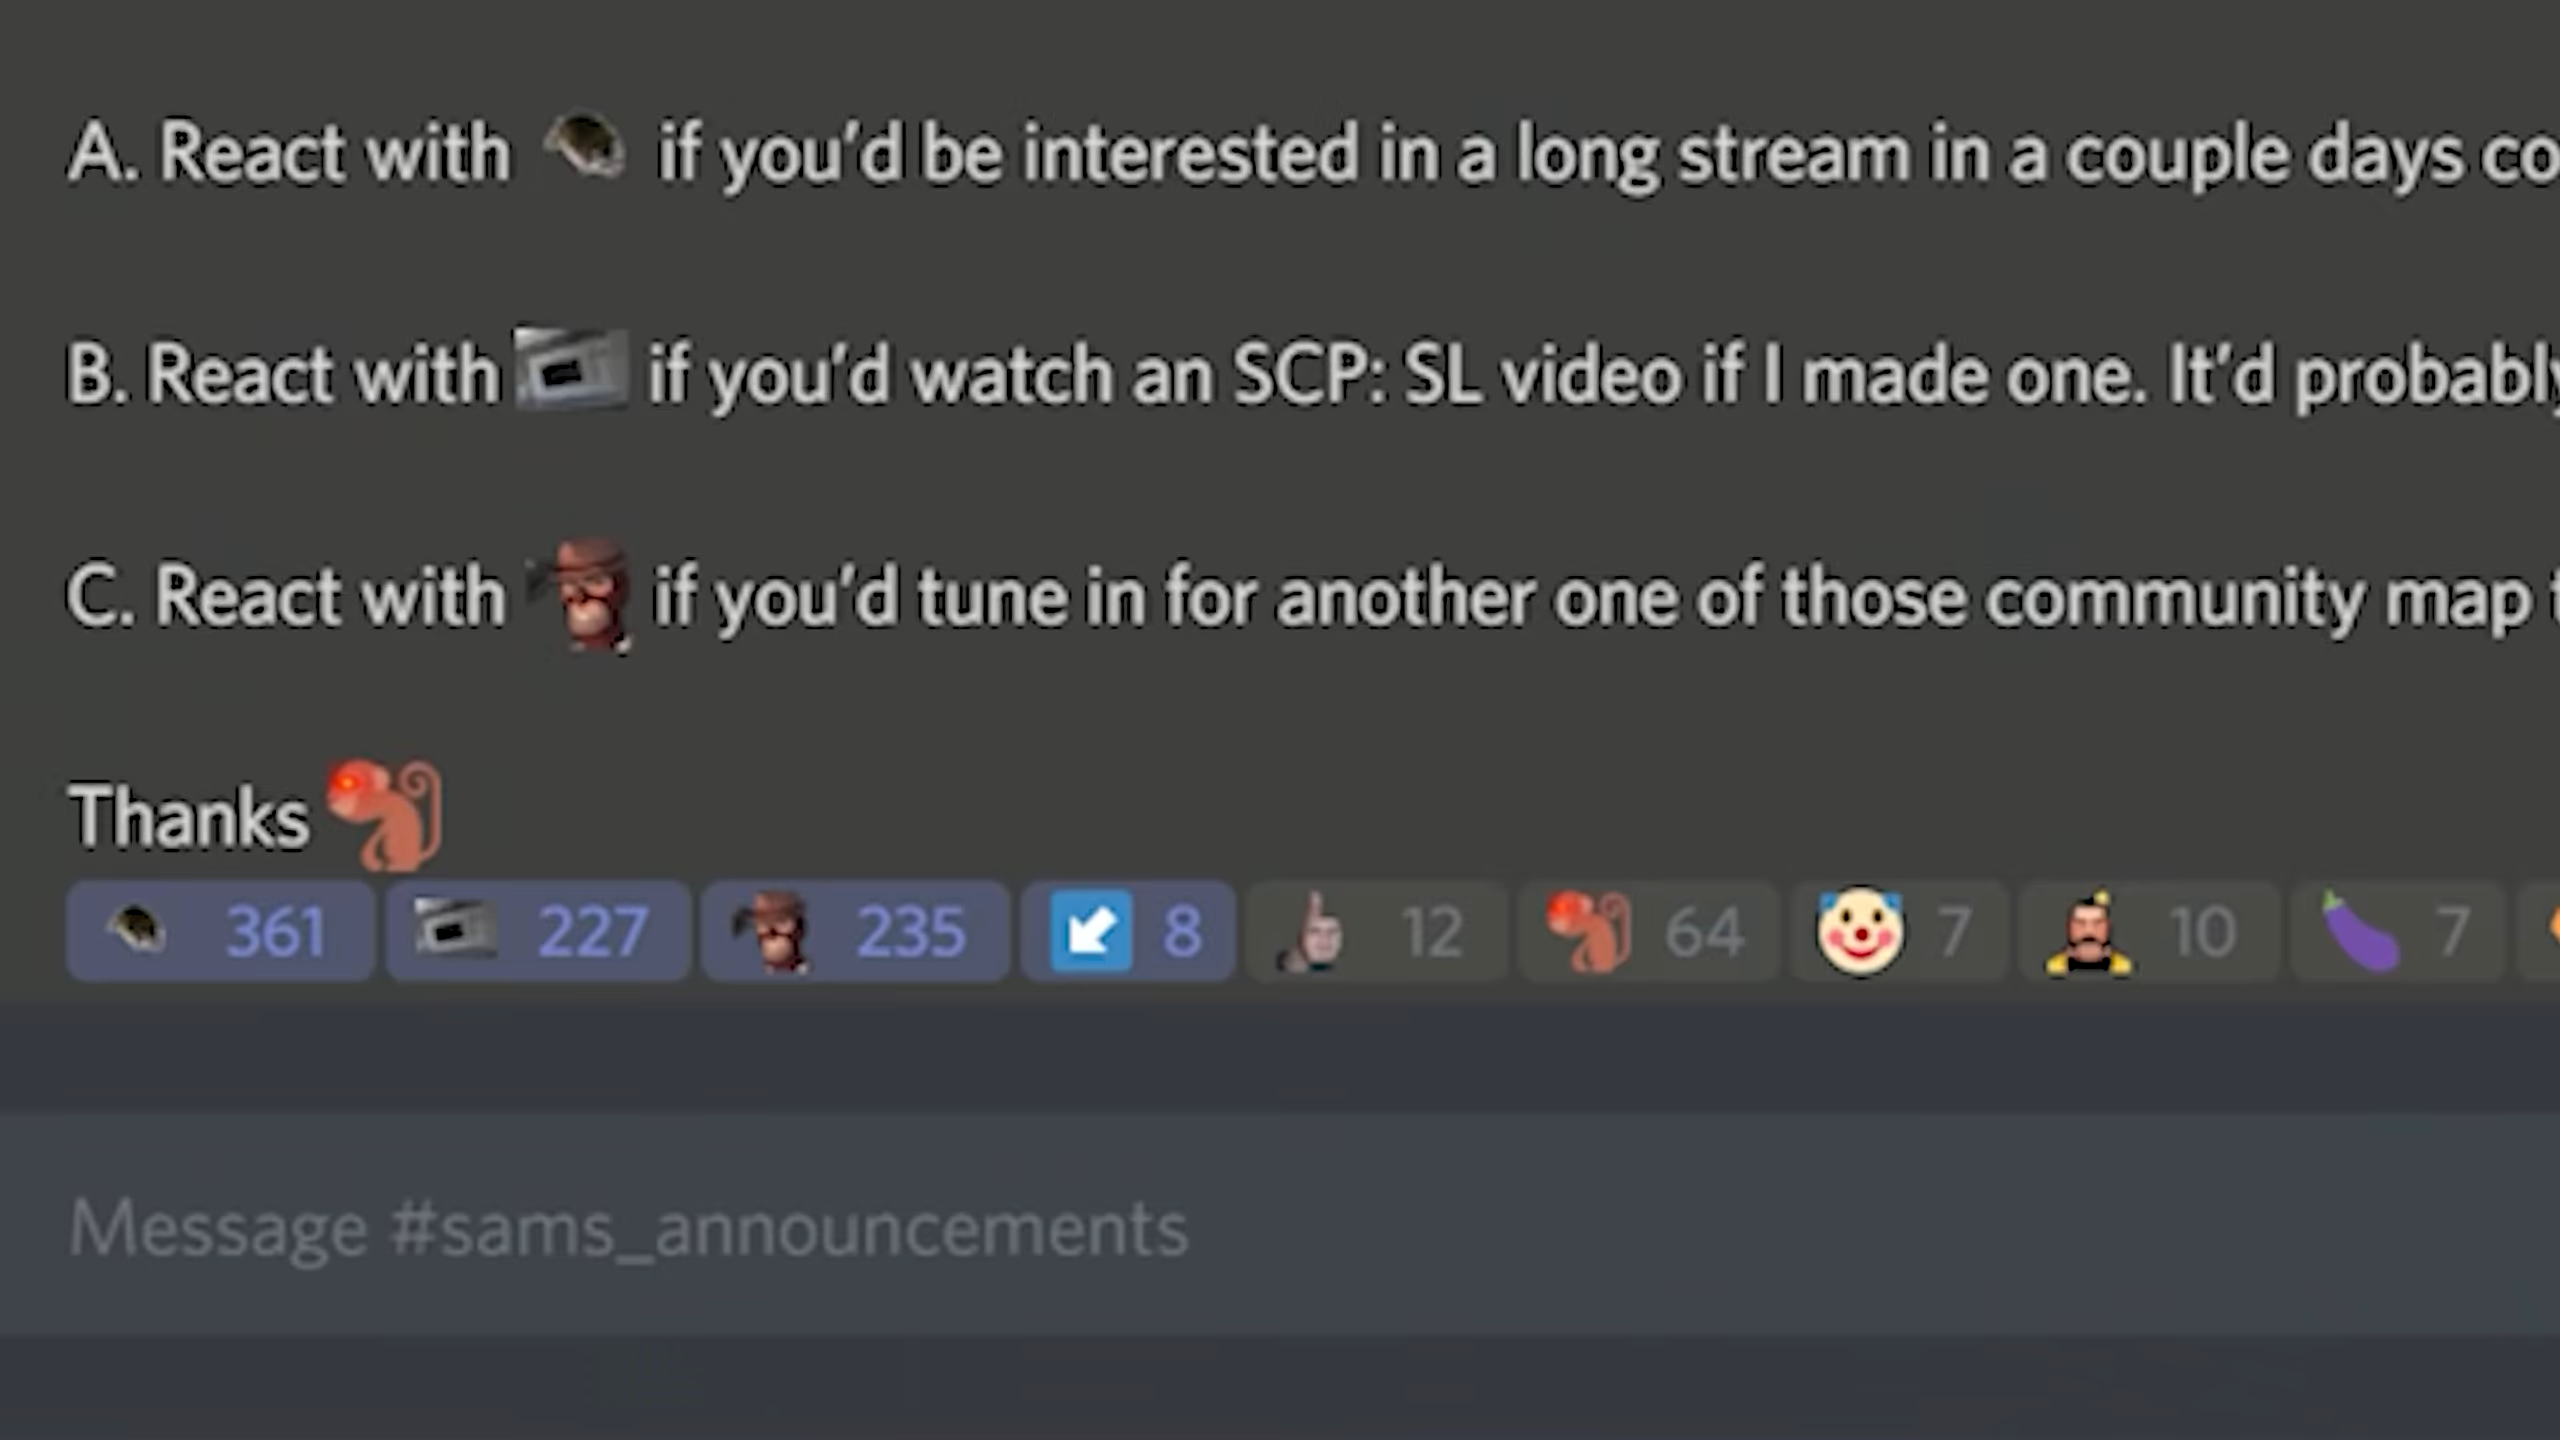 A. React with if you'd be interested in a long stream in a couple days
B. React with if you'd watch an SCP: SL video if I made one. It'd probably
C. React with if you'd tune in for another one of those community map
Thanks
361 227 235 8 12 64 7 10 7
Message #sams_announcements